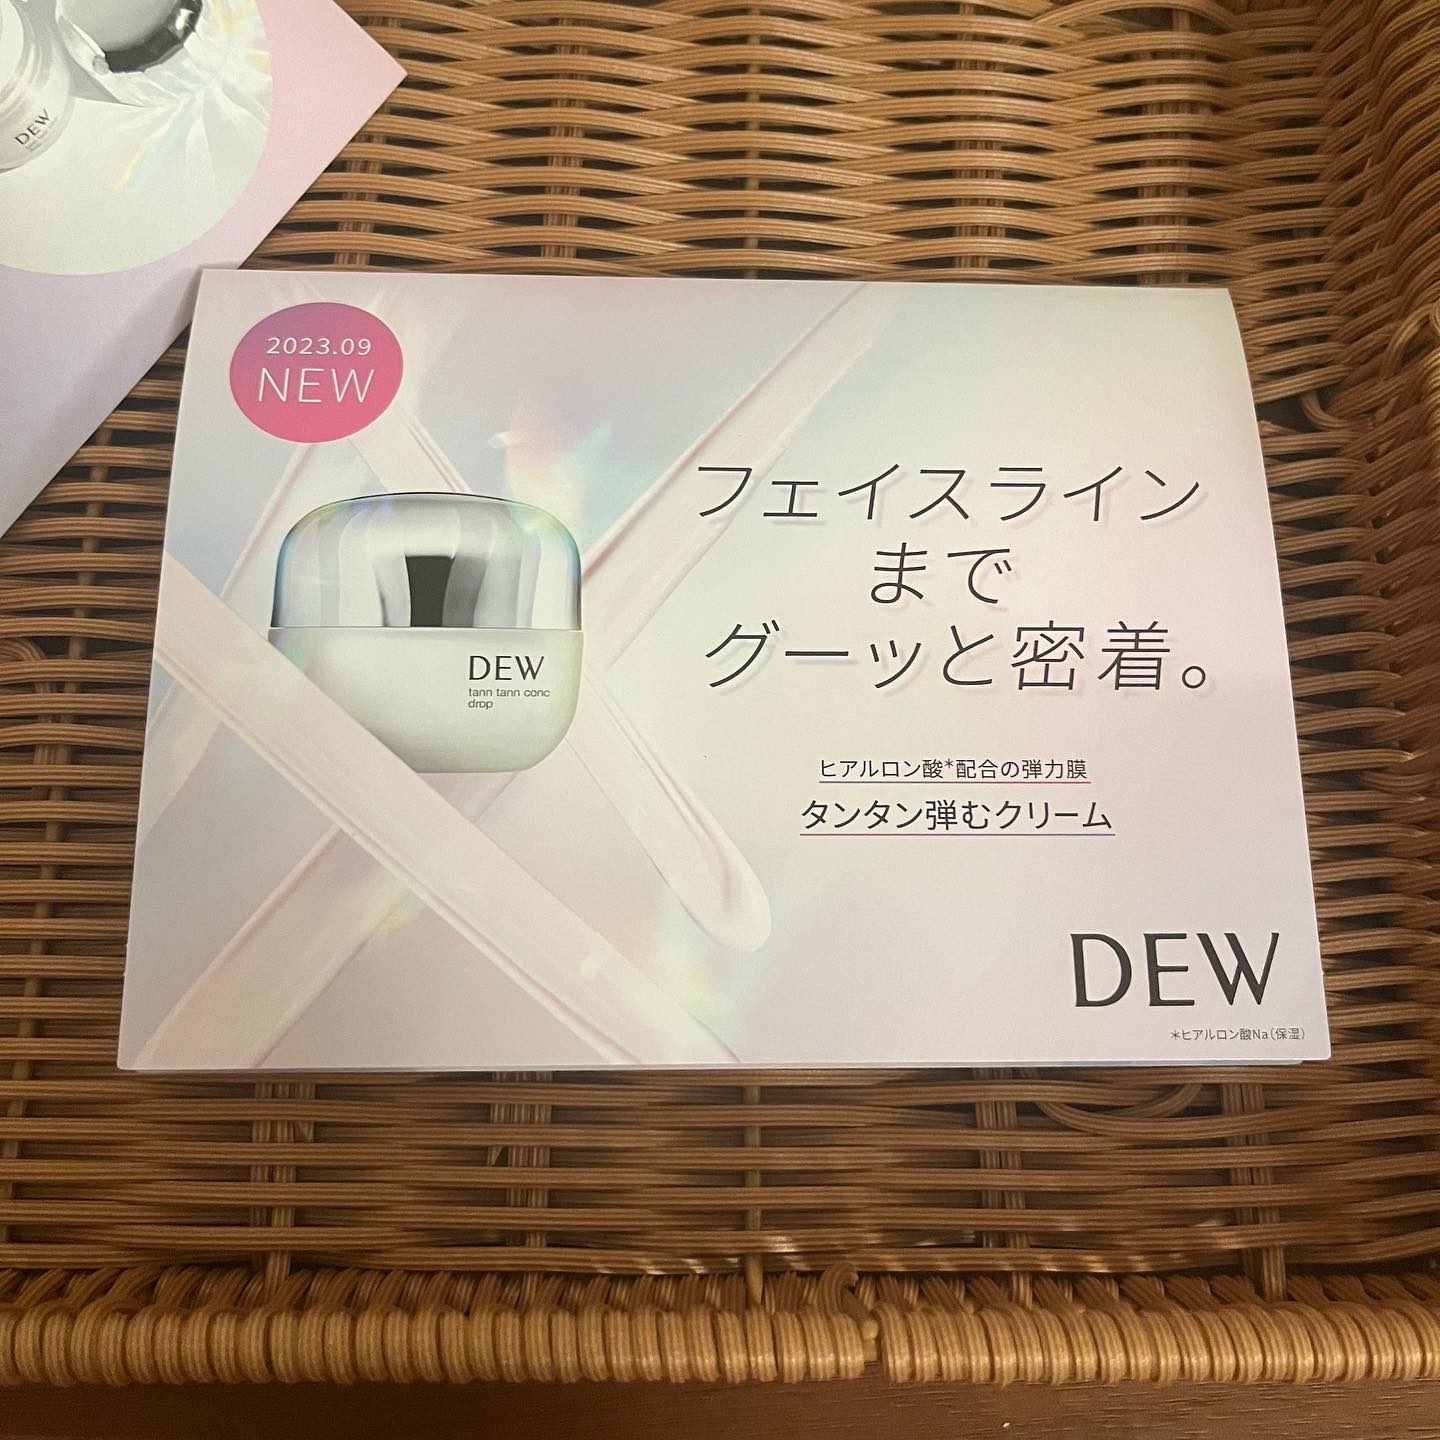 DEW
2023.09
NEW
フェイスライン
まで
グーッと密着。
DEW
tann tann conc
drop
ヒアルロン酸*配合の弾力膜
タンタン弾むクリーム
DEW
*ヒアルロン酸Na(保湿)